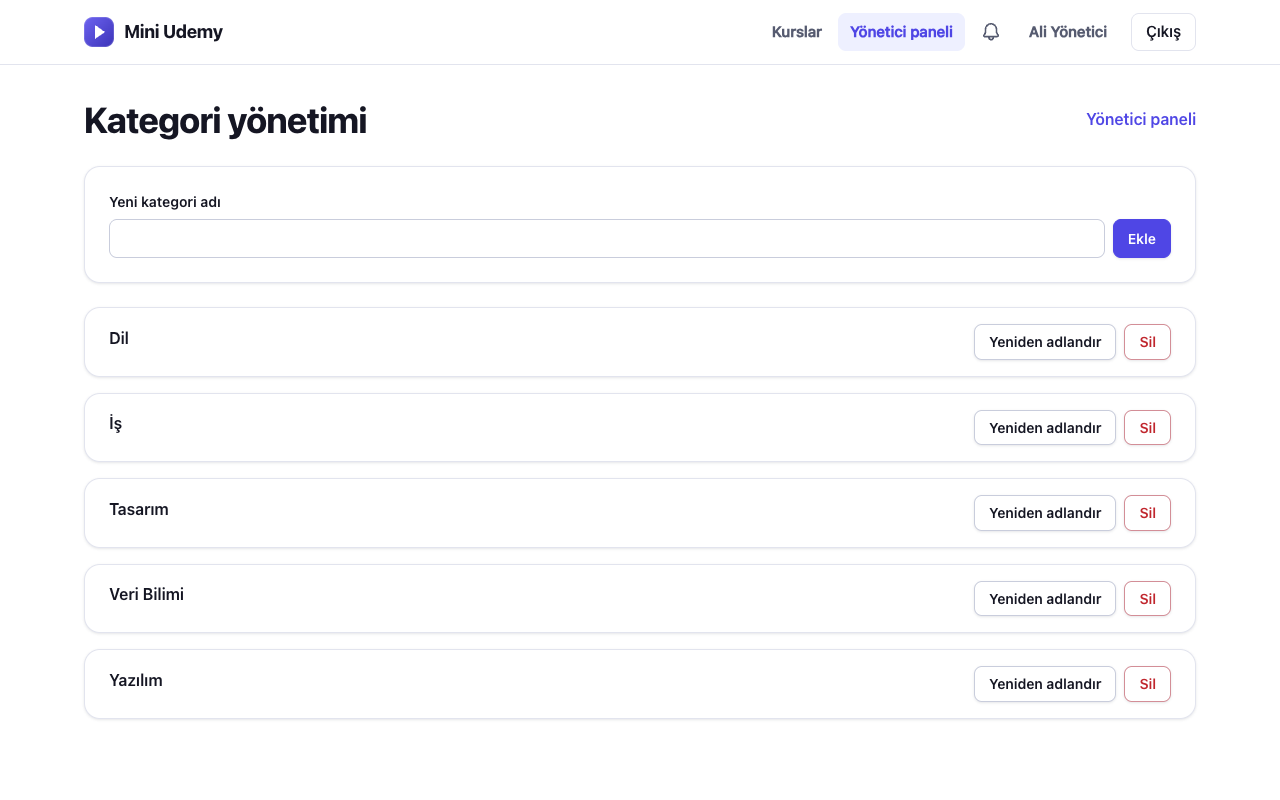 Mini Udemy
Kurslar Yönetici paneli Ali Yönetici Çıkış
Kategori yönetimi
Yönetici paneli
Yeni kategori adı
Ekle
Dil Yeniden adlandır Sil
İş Yeniden adlandır Sil
Tasarım Yeniden adlandır Sil
Veri Bilimi Yeniden adlandır Sil
Yazılım Yeniden adlandır Sil